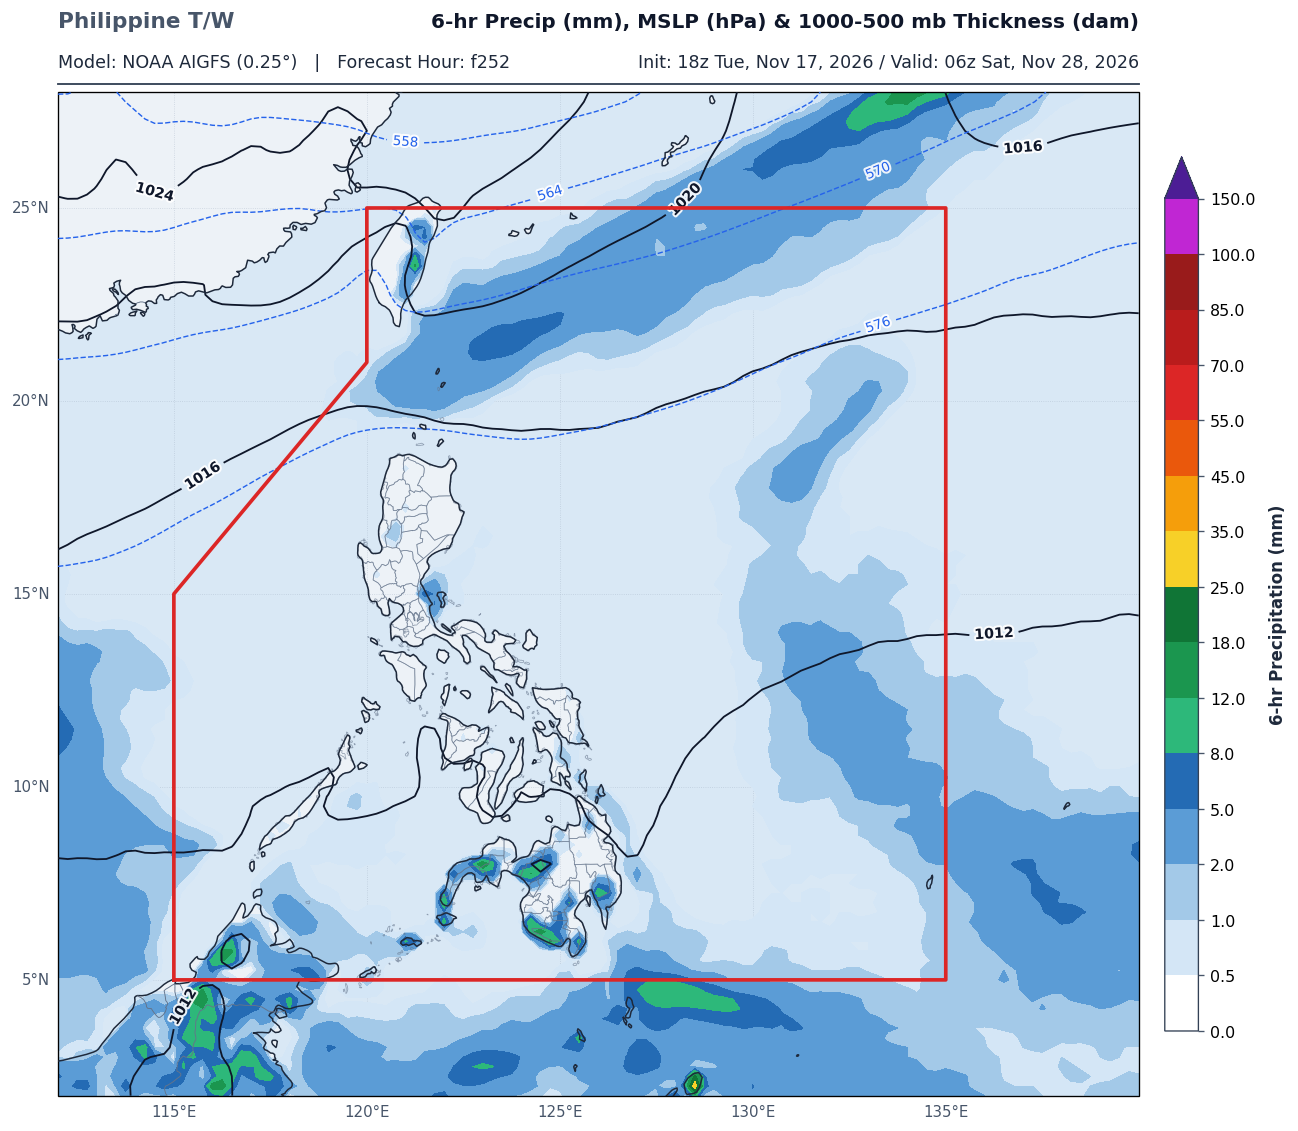 Philippine T/W
6-hr Precip (mm), MSLP (hPa) & 1000-500 mb Thickness (dam)
Model: NOAA AIGFS (0.25°)   |   Forecast Hour: f252
Init: 18z Tue, Nov 17, 2026 / Valid: 06z Sat, Nov 28, 2026
558
1016
570
1024
564
1020
576
1016
1012
1012
25°N
20°N
15°N
10°N
5°N
115°E
120°E
125°E
130°E
135°E
150.0
100.0
85.0
70.0
55.0
45.0
35.0
25.0
18.0
12.0
8.0
5.0
2.0
1.0
0.5
0.0
6-hr Precipitation (mm)